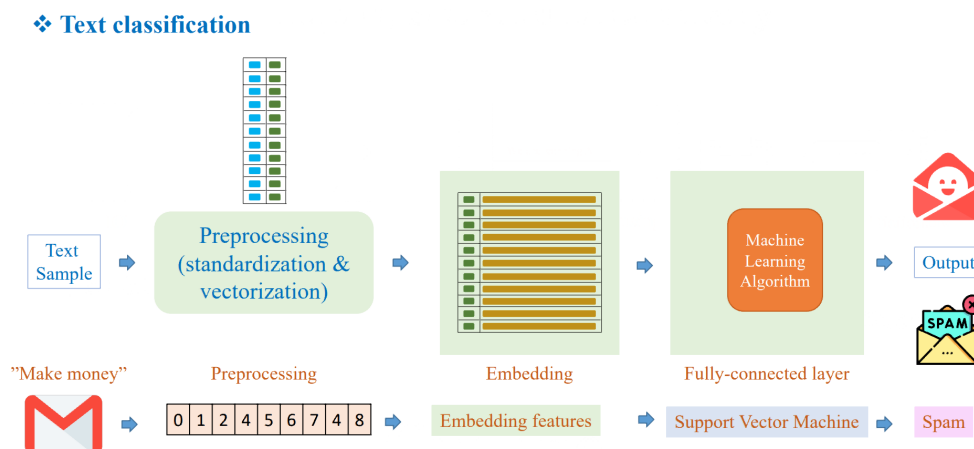 ❖ Text classification
Text
Sample
Preprocessing
(standardization &
vectorization)
Machine
Learning
Algorithm
Output
SPAM
"Make money"
Preprocessing
Embedding
Fully-connected layer
0 1 2 4 5 6 7 4 8
Embedding features
Support Vector Machine
Spam